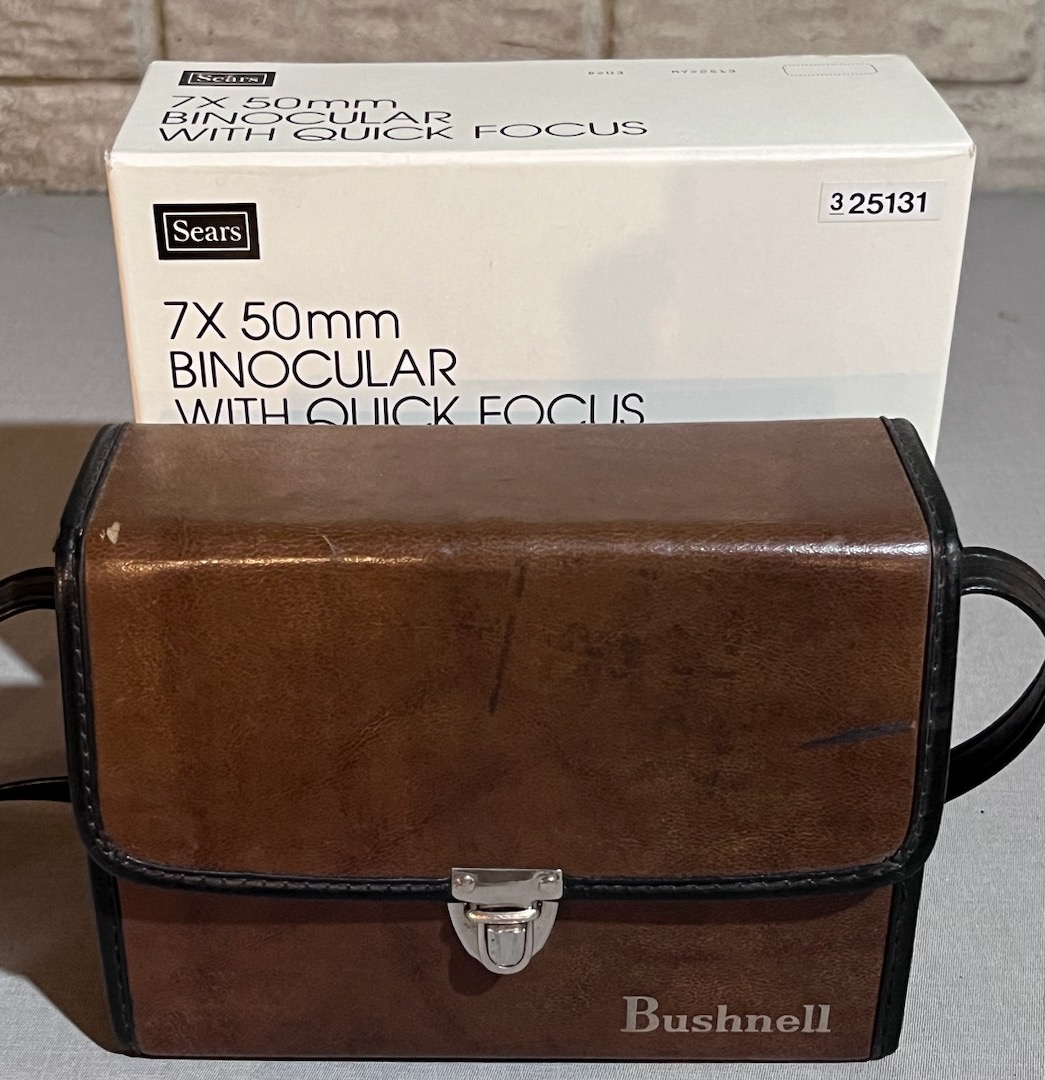 Sears
7X 50mm
BINOCULAR
WITH QUICK FOCUS
Sears
3 25131
7X 50mm
BINOCULAR
WITH QUICK FOCUS
Bushnell